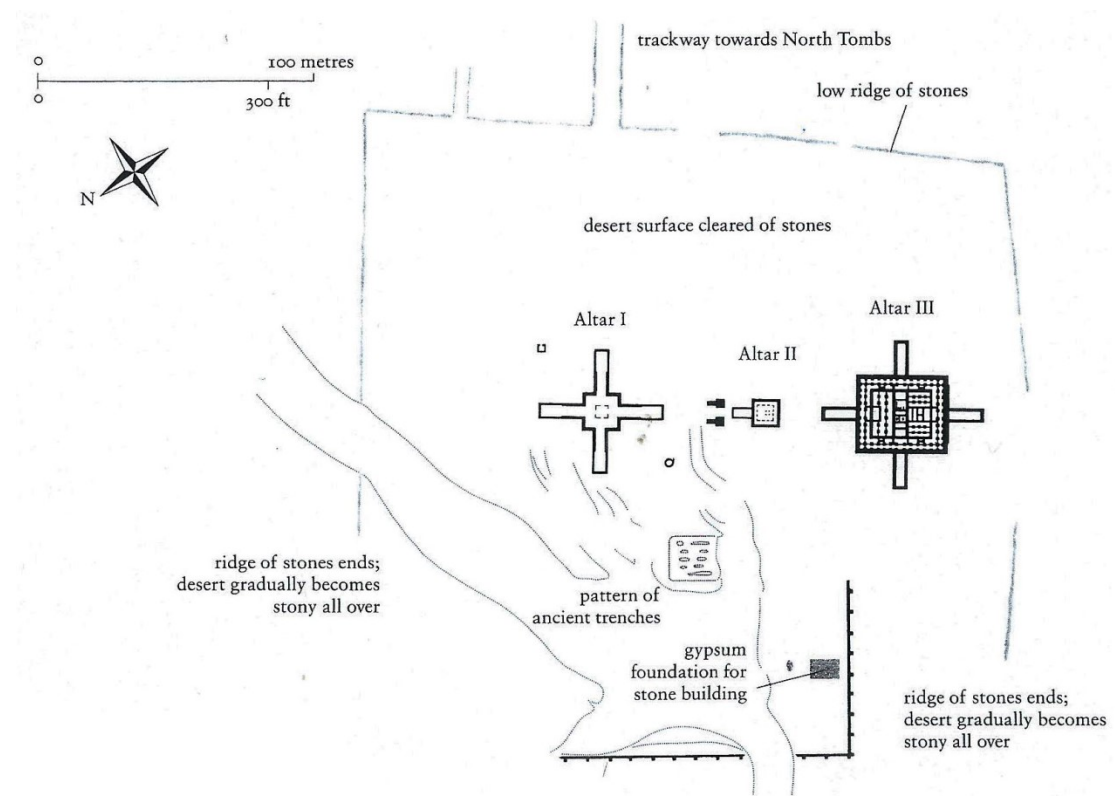 trackway towards North Tombs
0
100 metres
0
300 ft
low ridge of stones
N
desert surface cleared of stones
Altar I
Altar II
Altar III
ridge of stones ends;
desert gradually becomes
stony all over
pattern of
ancient trenches
gypsum
foundation for
stone building
ridge of stones ends;
desert gradually becomes
stony all over